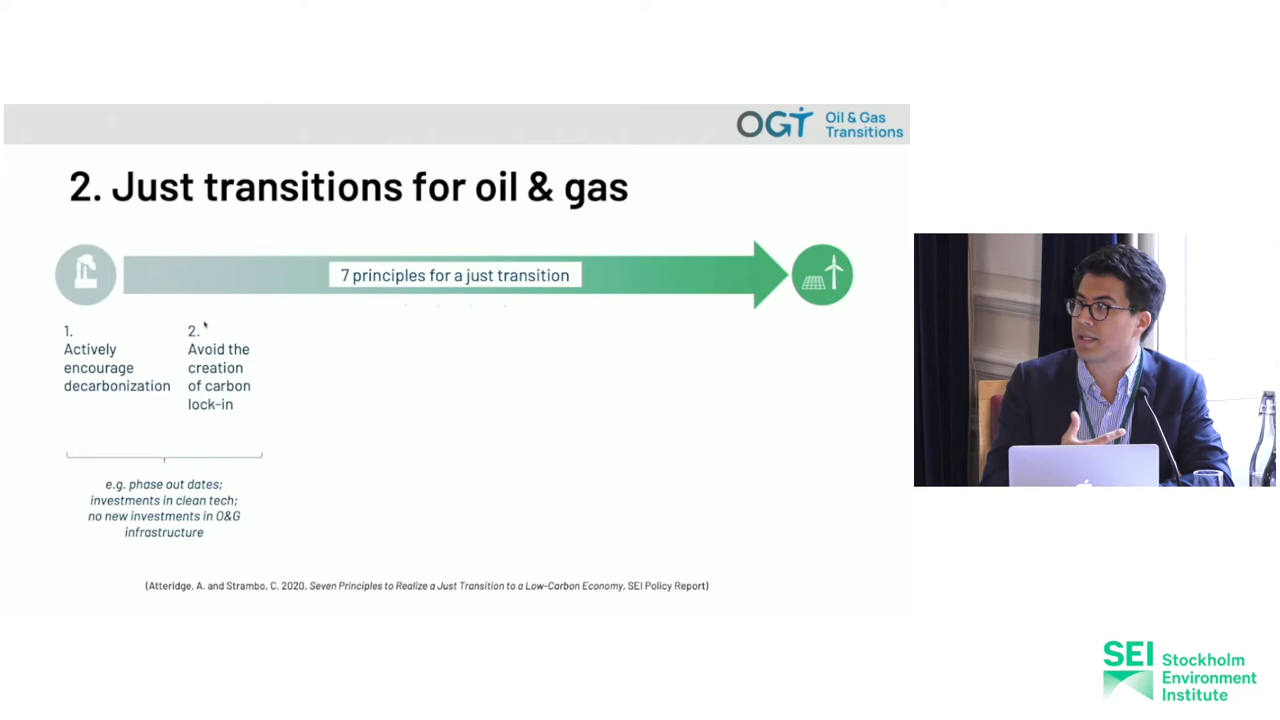 OGT Oil & Gas
Transitions
2. Just transitions for oil & gas
7 principles for a just transition
1.
Actively
encourage
decarbonization
2.
Avoid the
creation
of carbon
lock-in
e.g. phase out dates;
investments in clean tech;
no new investments in O&G
infrastructure
(Atteridge, A. and Strambo, C. 2020. Seven Principles to Realize a Just Transition to a Low-Carbon Economy, SEI Policy Report)
SEI Stockholm
Environment
Institute